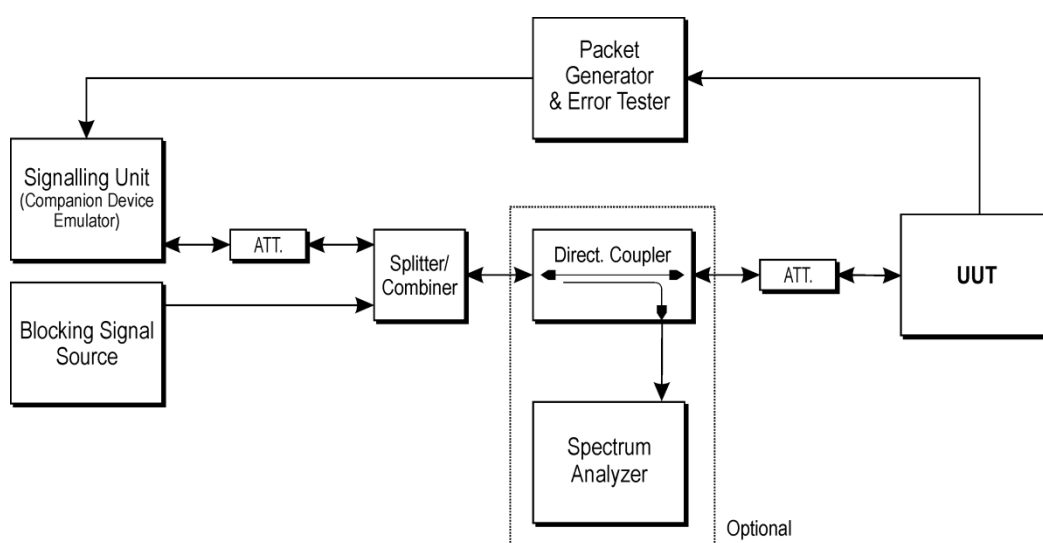 Packet
Generator
& Error Tester
Signalling Unit
(Companion Device
Emulator)
ATT.
Splitter/
Combiner
Direct. Coupler
ATT.
UUT
Blocking Signal
Source
Spectrum
Analyzer
Optional